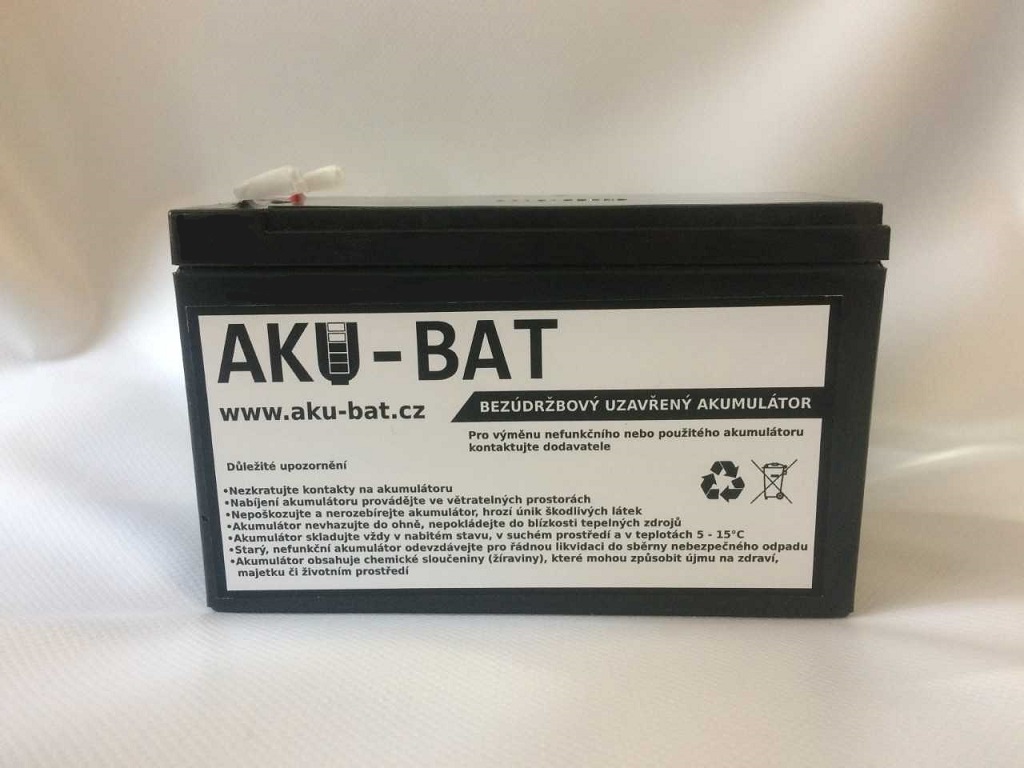 AKU-BAT
www.aku-bat.cz
BEZÚDRŽBOVÝ UZAVŘENÝ AKUMULÁTOR
Pro výměnu nefunkčního nebo použitého akumulátoru
kontaktujte dodavatele
Důležité upozornění
•Nezkratujte kontakty na akumulátoru
•Nabíjení akumulátoru provádějte ve větratelných prostorách
•Nepoškozujte a nerozebírejte akumulátor, hrozí únik škodlivých látek
•Akumulátor nevhazujte do ohně, nepokládejte do blízkosti tepelných zdrojů
•Akumulátor skladujte vždy v nabitém stavu, v suchém prostředí a v teplotách 5 - 15°C
•Starý, nefunkční akumulátor odevzdávejte pro řádnou likvidaci do sběrny nebezpečného odpadu
•Akumulátor obsahuje chemické sloučeniny (žíraviny), které mohou způsobit újmu na zdraví,
majetku či životním prostředí